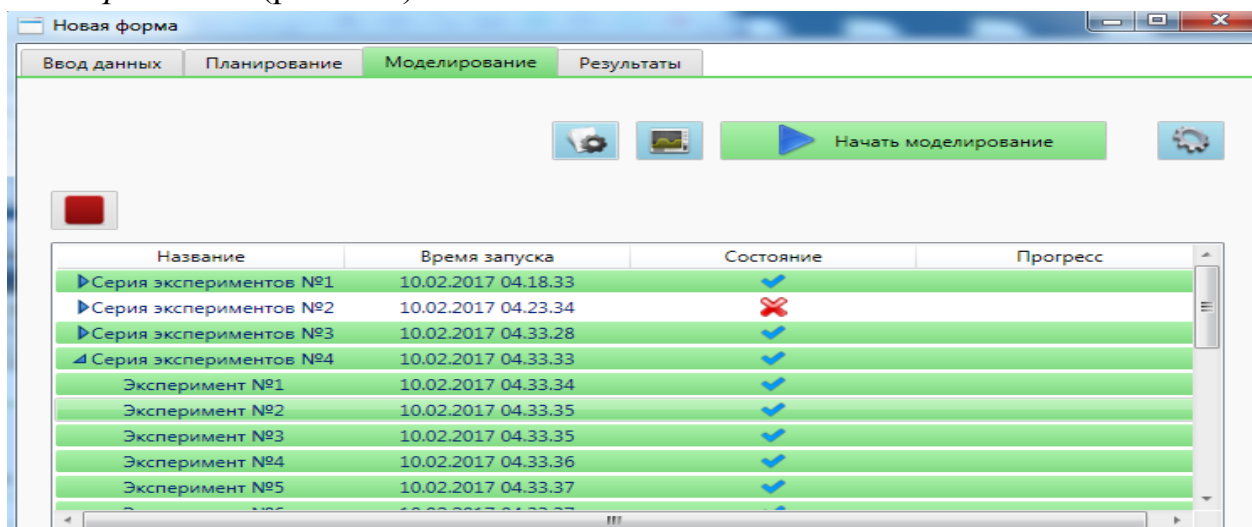 Новая форма
Ввод данных Планирование Моделирование Результаты
Начать моделирование
Название Время запуска Состояние Прогресс
Серия экспериментов №1 10.02.2017 04.18.33
Серия экспериментов №2 10.02.2017 04.23.34
Серия экспериментов №3 10.02.2017 04.33.28
Серия экспериментов №4 10.02.2017 04.33.33
Эксперимент №1 10.02.2017 04.33.34
Эксперимент №2 10.02.2017 04.33.35
Эксперимент №3 10.02.2017 04.33.35
Эксперимент №4 10.02.2017 04.33.36
Эксперимент №5 10.02.2017 04.33.37